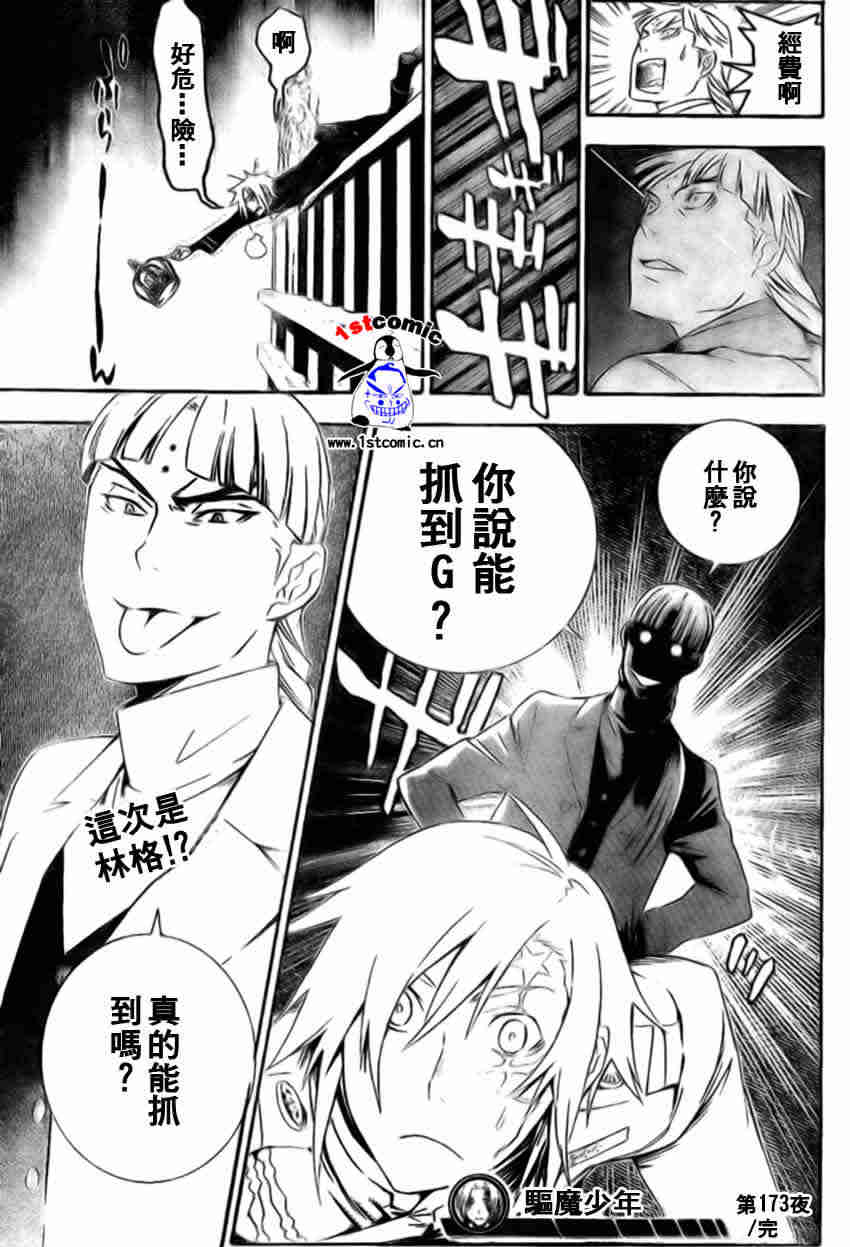 經費啊
啊
好危…險…
1stcomic
www.1stcomic.cn
你說
什麼?
你說能
抓到G?
這次是
林格!?
真的能抓
到嗎?
驅魔少年
第173夜
/完